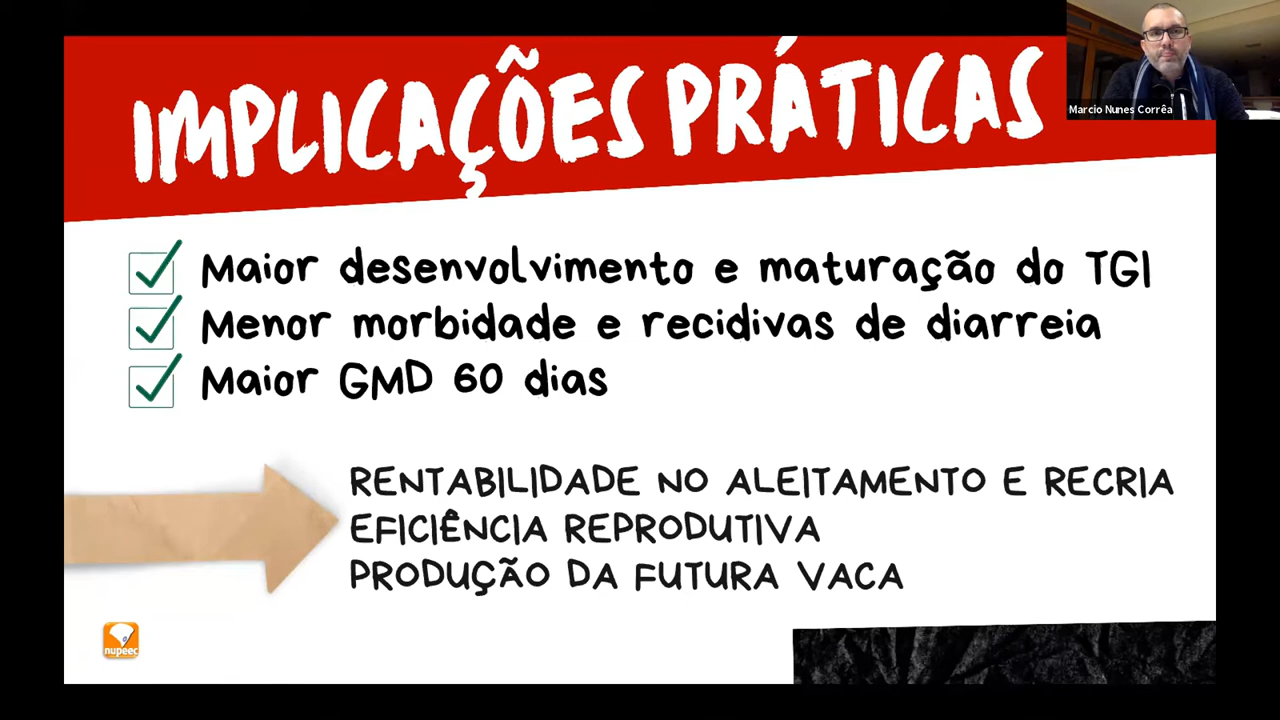 IMPLICAÇÕES PRÁTICAS
Marcio Nunes Corrêa
Maior desenvolvimento e maturação do TGI
Menor morbidade e recidivas de diarreia
Maior GMD 60 dias
RENTABILIDADE NO ALEITAMENTO E RECRIA
EFICIÊNCIA REPRODUTIVA
PRODUÇÃO DA FUTURA VACA
nupeec